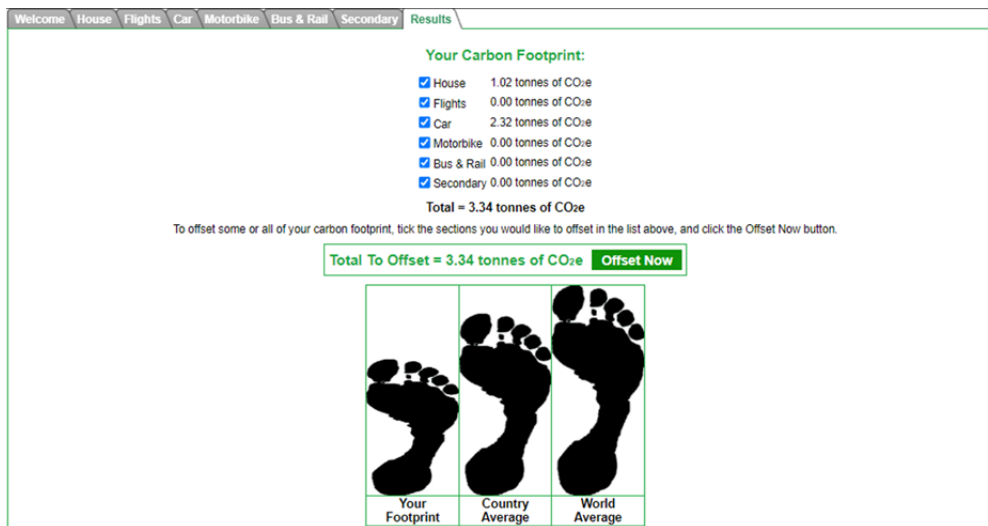 Welcome House Flights Car Motorbike Bus & Rail Secondary Results
Your Carbon Footprint:
House 1.02 tonnes of CO₂e
Flights 0.00 tonnes of CO₂e
Car 2.32 tonnes of CO₂e
Motorbike 0.00 tonnes of CO₂e
Bus & Rail 0.00 tonnes of CO₂e
Secondary 0.00 tonnes of CO₂e
Total = 3.34 tonnes of CO₂e
To offset some or all of your carbon footprint, tick the sections you would like to offset in the list above, and click the Offset Now button.
Total To Offset = 3.34 tonnes of CO₂e Offset Now
Your Footprint
Country Average
World Average